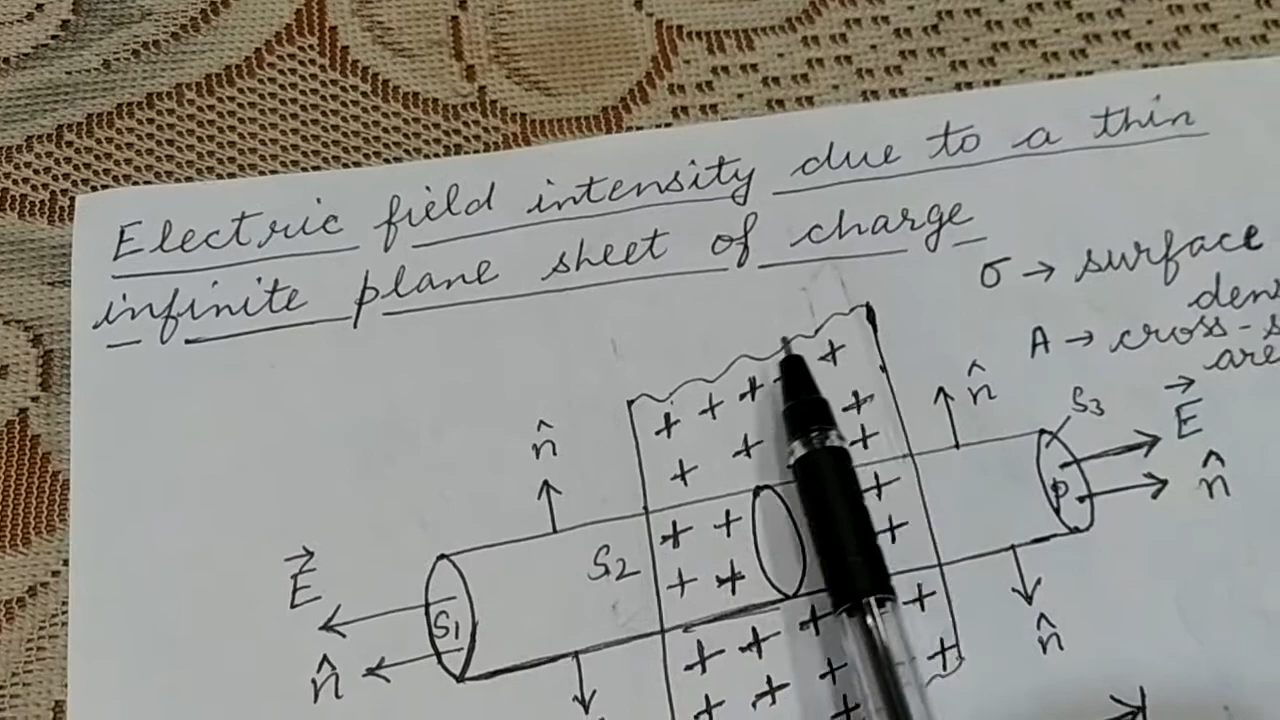 Electric field intensity due to a thin
infinite plane sheet of charge
σ → surface
A → cross-
n̂
n̂
S3
E⃗
n̂
P
S2
E⃗
S1
n̂
n̂